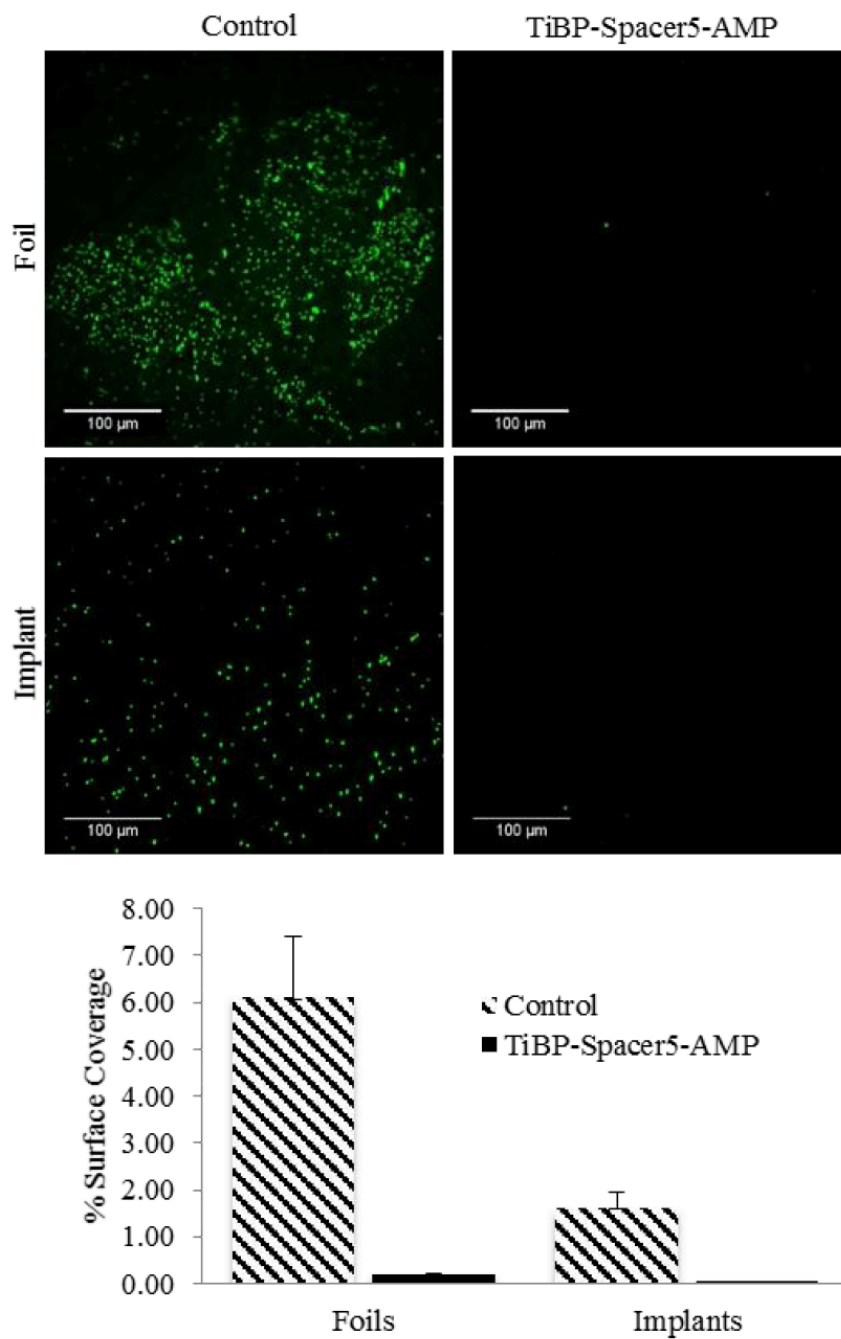 Control TiBP-Spacer5-AMP
Foil
100 µm 100 µm
Implant
100 µm 100 µm
8.00
7.00
6.00
5.00
4.00
3.00
2.00
1.00
0.00
% Surface Coverage
Control
TiBP-Spacer5-AMP
Foils Implants